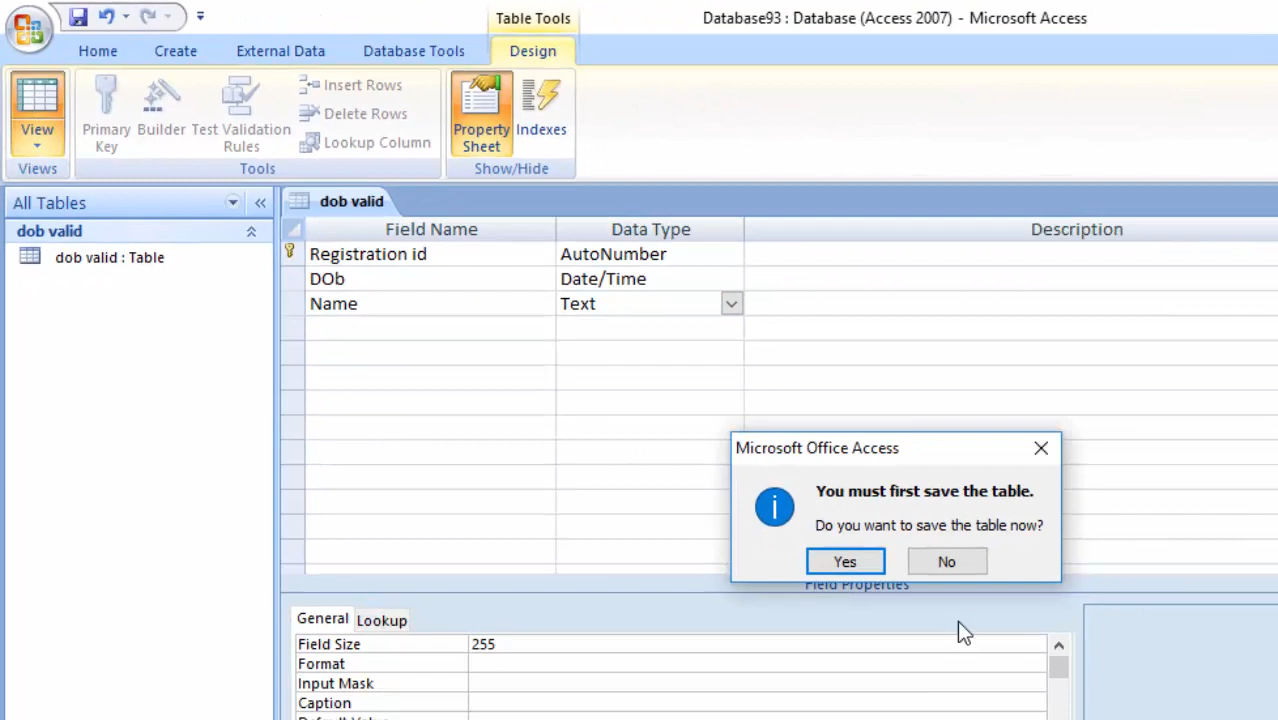 Table Tools
Database93 : Database (Access 2007) - Microsoft Access
Home Create External Data Database Tools Design
View
Views
Primary Key
Builder
Test Validation Rules
Insert Rows
Delete Rows
Lookup Column
Tools
Property Sheet
Indexes
Show/Hide
All Tables
dob valid
dob valid : Table
dob valid
Field Name Data Type Description
Registration id AutoNumber
DOb Date/Time
Name Text
Microsoft Office Access
i
You must first save the table.
Do you want to save the table now?
Yes No
Field Properties
General Lookup
Field Size 255
Format
Input Mask
Caption
Default Value